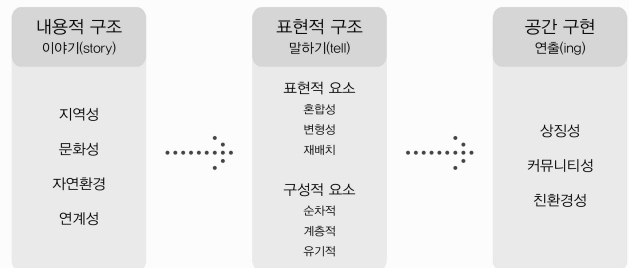 내용적 구조
이야기(story)
지역성
문화성
자연환경
연계성
표현적 구조
말하기(tell)
표현적 요소
혼합성
변형성
재배치
구성적 요소
순차적
계층적
유기적
공간 구현
연출(ing)
상징성
커뮤니티성
친환경성